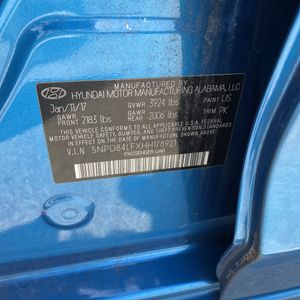 HYUNDAI MOTOR MANUFACTURING ALABAMA, LLC
Jan/11/17 GVWR 3924 lbs PAINT US
GAWR FRONT 2183 lbs GAWR REAR 2006 lbs TRIM PK
THIS VEHICLE CONFORMS TO ALL APPLICABLE FEDERAL
MOTOR VEHICLE SAFETY, BUMPER, AND THEFT
PREVENTION STANDARDS IN EFFECT ON THE DATE
OF MANUFACTURE SHOWN ABOVE.
V.I.N 5NPD84LFXHH178921
PASSENGER CAR